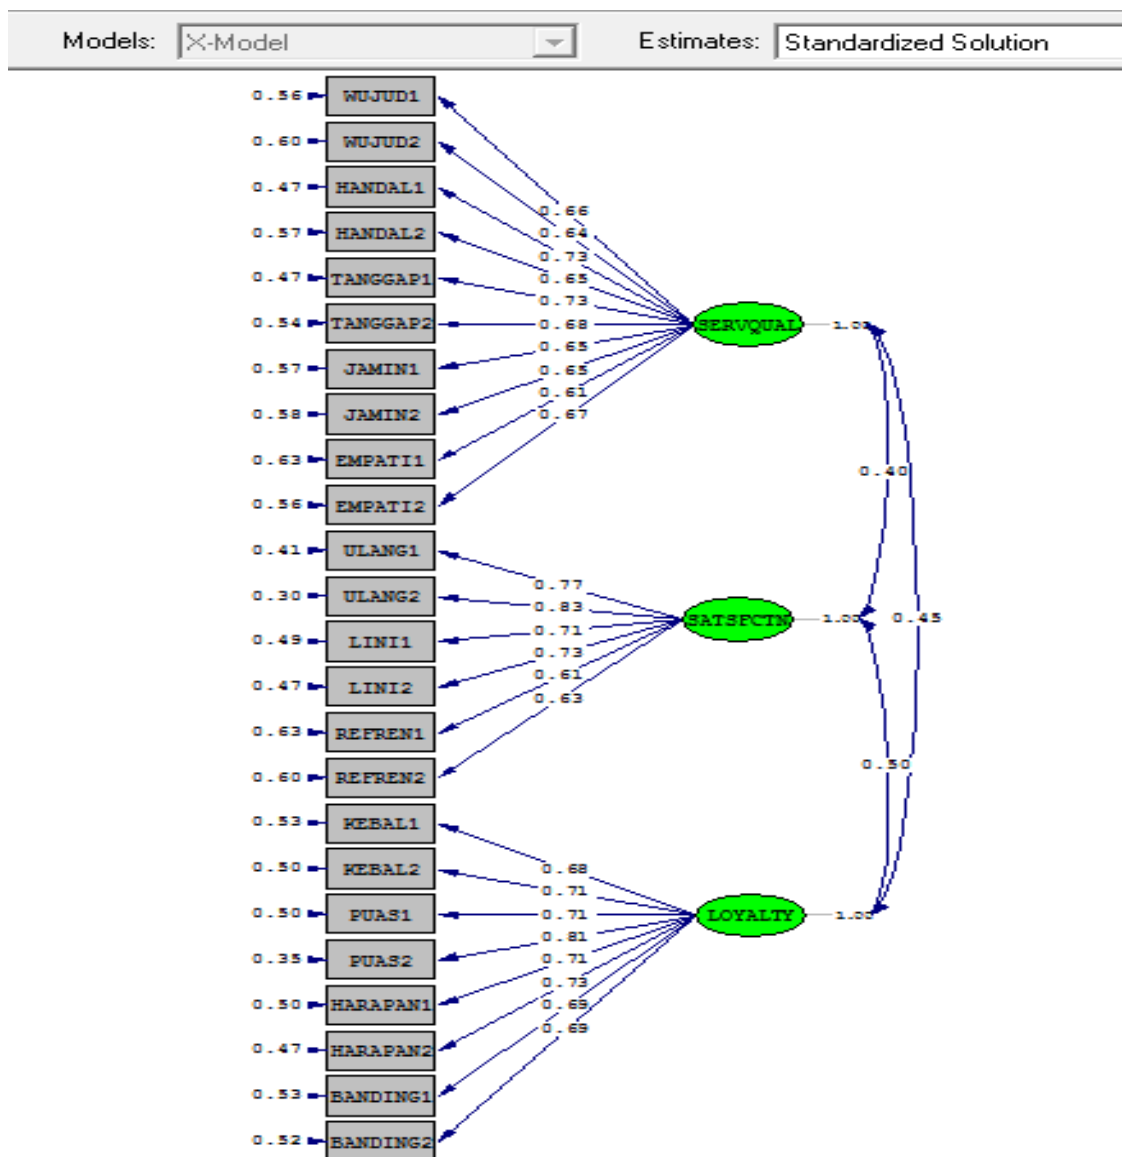 Models: X-Model Estimates: Standardized Solution
0.56 WUJUD1
0.60 WUJUD2
0.47 HANDAL1
0.66
0.57 HANDAL2
0.64
0.73
0.47 TANGGAP1
0.65
0.73
0.54 TANGGAP2
0.68
SERVQUAL 1.00
0.65
0.57 JAMIN1
0.65
0.61
0.58 JAMIN2
0.67
0.63 EMPATI1
0.40
0.56 EMPATI2
0.41 ULANG1
0.77
0.30 ULANG2
0.83
SATSFCTN 1.00
0.45
0.49 LINI1
0.71
0.73
0.47 LINI2
0.61
0.63
0.63 REFREN1
0.50
0.60 REFREN2
0.53 KEBAL1
0.50 KEBAL2
0.68
0.71
0.50 PUAS1
0.71
LOYALTY 1.00
0.81
0.35 PUAS2
0.71
0.73
0.50 HARAPAN1
0.69
0.69
0.47 HARAPAN2
0.53 BANDING1
0.52 BANDING2